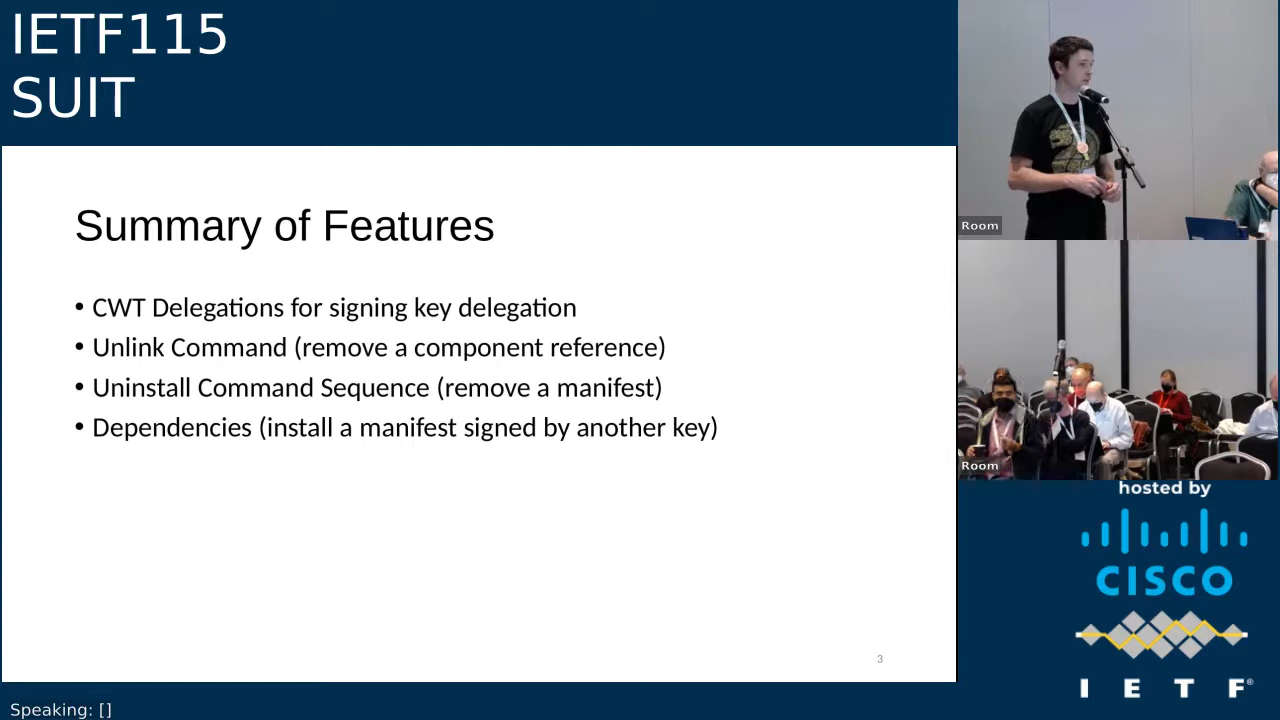 IETF115
SUIT
Summary of Features
• CWT Delegations for signing key delegation
• Unlink Command (remove a component reference)
• Uninstall Command Sequence (remove a manifest)
• Dependencies (install a manifest signed by another key)
3
Room
Room
hosted by
CISCO
I E T F®
Speaking: []